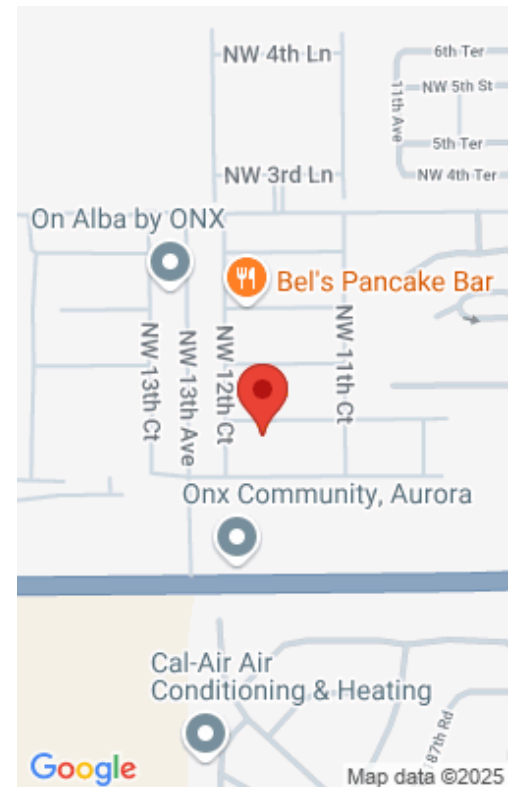 NW 4th Ln
6th Ter
NW 5th St
11th Ave
5th Ter
NW 3rd Ln
NW 4th Ter
On Alba by ONX
Bel's Pancake Bar
NW 13th Ct
NW 13th Ave
NW 12th Ct
NW 11th Ct
Onx Community, Aurora
Cal-Air Air
Conditioning & Heating
87th Rd
Google
Map data ©2025